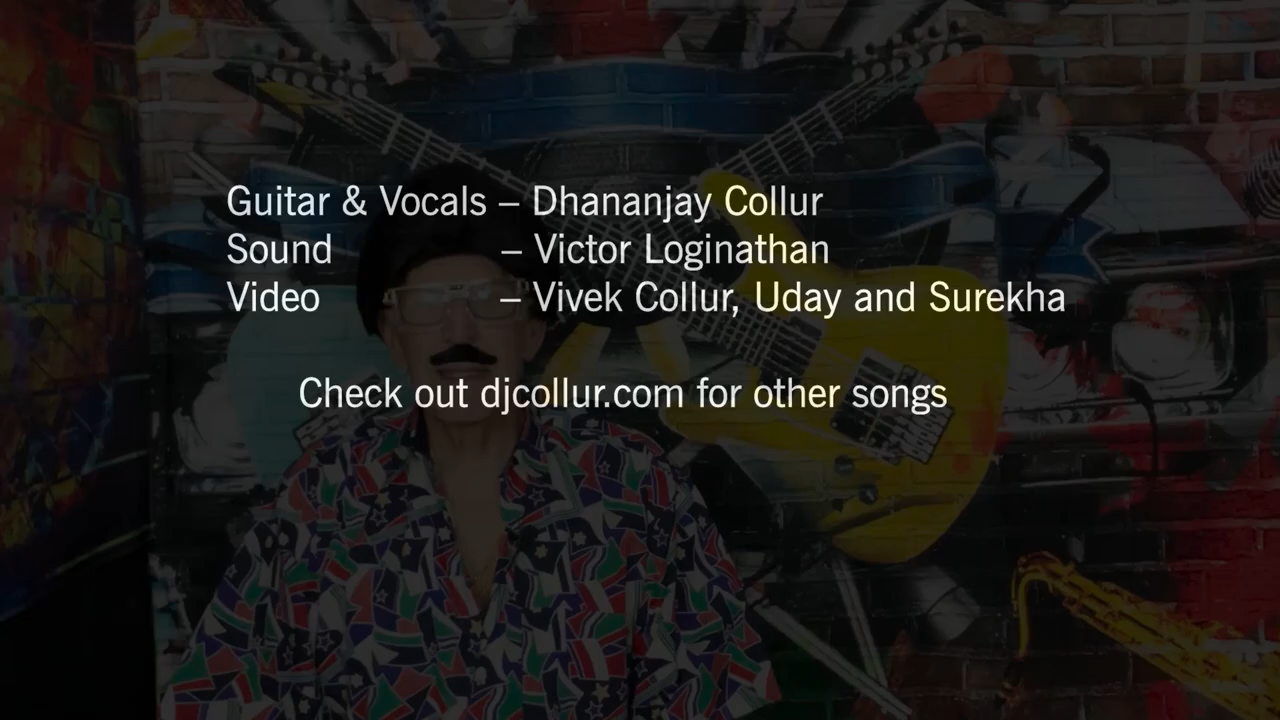 Guitar & Vocals – Dhananjay Collur
Sound – Victor Loginathan
Video – Vivek Collur, Uday and Surekha
Check out djcollur.com for other songs